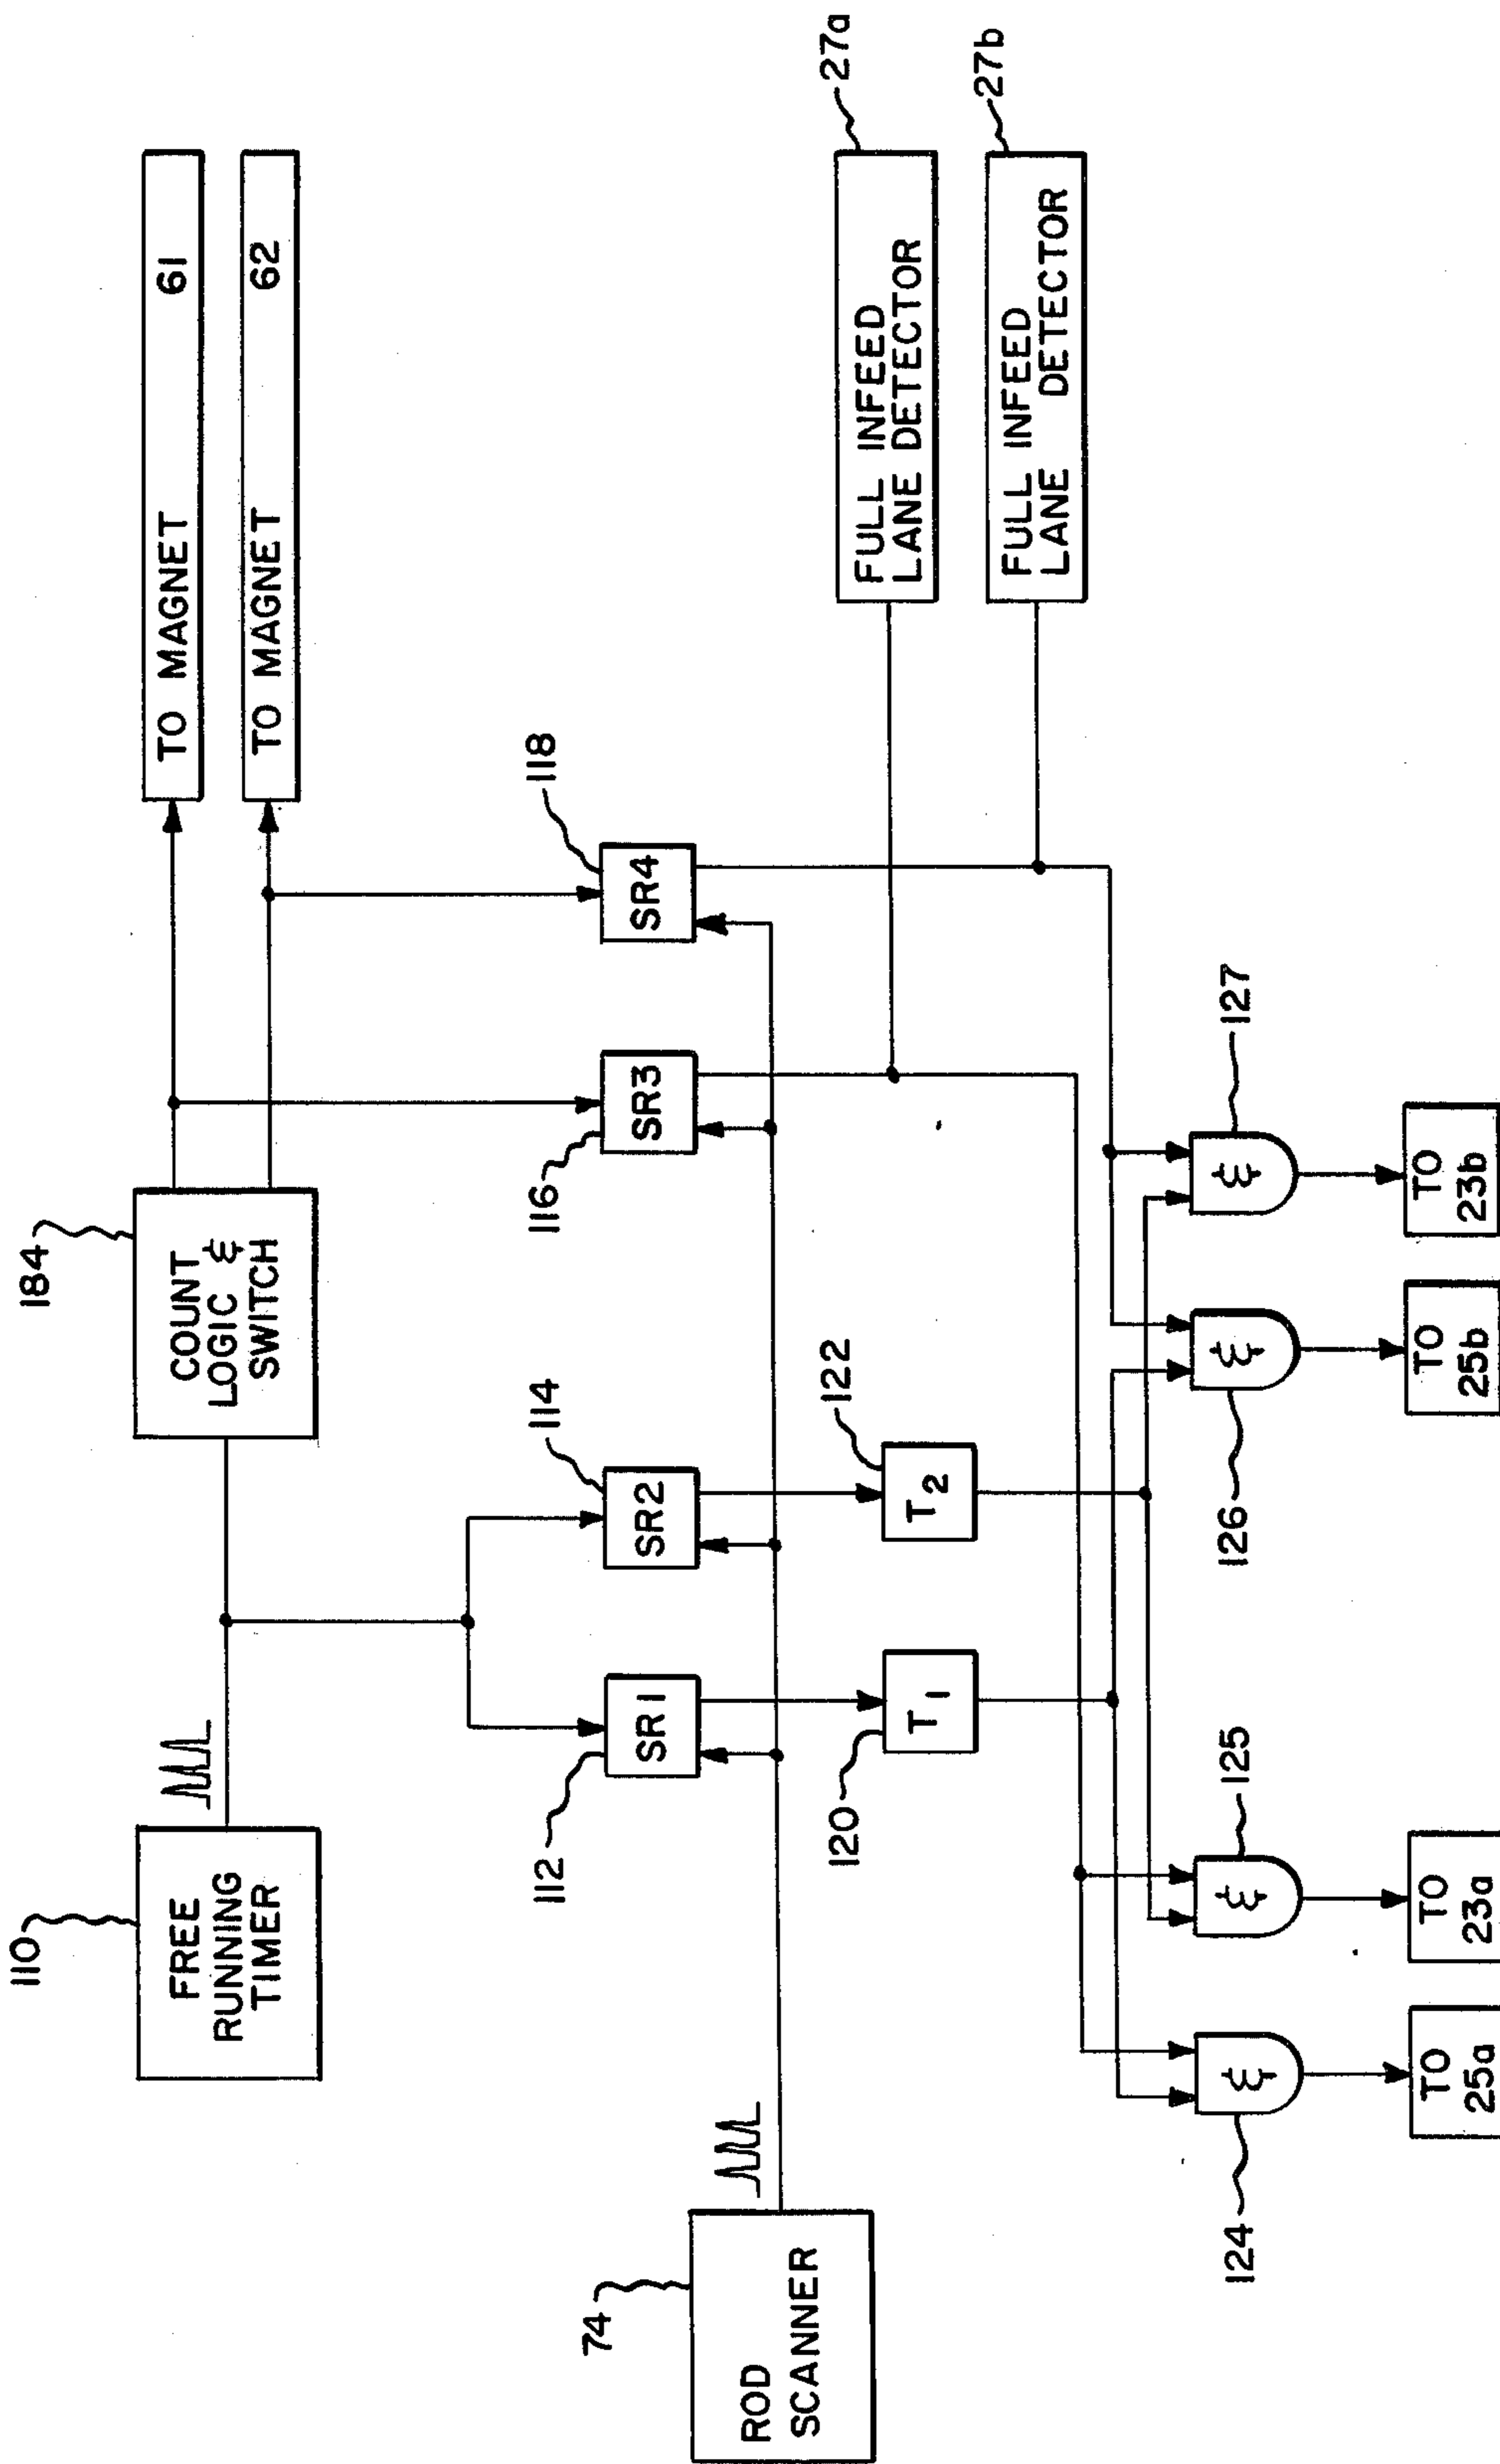 110
FREE
RUNNING
TIMER
184
COUNT
LOGIC &
SWITCH
TO MAGNET 61
TO MAGNET 62
112
SR1
114
SR2
116
SR3
118
SR4
74
ROD
SCANNER
120
T1
122
T2
FULL INFEED
LANE DETECTOR
27a
FULL INFEED
LANE DETECTOR
27b
124
&
125
&
126
&
127
&
TO
25a
TO
23a
TO
25b
TO
23b